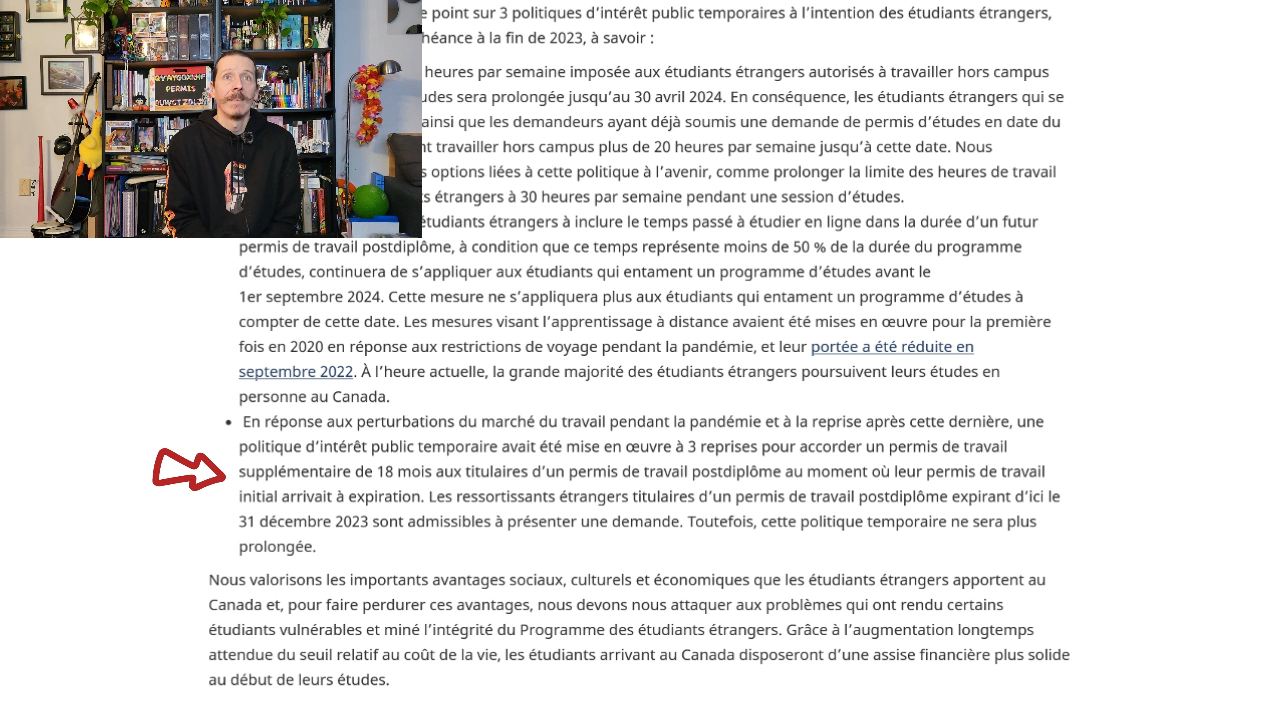 e point sur 3 politiques d’intérêt public temporaires à l’intention des étudiants étrangers,
héance à la fin de 2023, à savoir :
heures par semaine imposée aux étudiants étrangers autorisés à travailler hors campus
udes sera prolongée jusqu’au 30 avril 2024. En conséquence, les étudiants étrangers qui se
ainsi que les demandeurs ayant déjà soumis une demande de permis d’études en date du
nt travailler hors campus plus de 20 heures par semaine jusqu’à cette date. Nous
s options liées à cette politique à l’avenir, comme prolonger la limite des heures de travail
ts étrangers à 30 heures par semaine pendant une session d’études.
étudiants étrangers à inclure le temps passé à étudier en ligne dans la durée d’un futur
permis de travail postdiplôme, à condition que ce temps représente moins de 50 % de la durée du programme
d’études, continuera de s’appliquer aux étudiants qui entament un programme d’études avant le
1er septembre 2024. Cette mesure ne s’appliquera plus aux étudiants qui entament un programme d’études à
compter de cette date. Les mesures visant l’apprentissage à distance avaient été mises en œuvre pour la première
fois en 2020 en réponse aux restrictions de voyage pendant la pandémie, et leur portée a été réduite en
septembre 2022. À l’heure actuelle, la grande majorité des étudiants étrangers poursuivent leurs études en
personne au Canada.
• En réponse aux perturbations du marché du travail pendant la pandémie et à la reprise après cette dernière, une
politique d’intérêt public temporaire avait été mise en œuvre à 3 reprises pour accorder un permis de travail
supplémentaire de 18 mois aux titulaires d’un permis de travail postdiplôme au moment où leur permis de travail
initial arrivait à expiration. Les ressortissants étrangers titulaires d’un permis de travail postdiplôme expirant d’ici le
31 décembre 2023 sont admissibles à présenter une demande. Toutefois, cette politique temporaire ne sera plus
prolongée.
Nous valorisons les importants avantages sociaux, culturels et économiques que les étudiants étrangers apportent au
Canada et, pour faire perdurer ces avantages, nous devons nous attaquer aux problèmes qui ont rendu certains
étudiants vulnérables et miné l’intégrité du Programme des étudiants étrangers. Grâce à l’augmentation longtemps
attendue du seuil relatif au coût de la vie, les étudiants arrivant au Canada disposeront d’une assise financière plus solide
au début de leurs études.